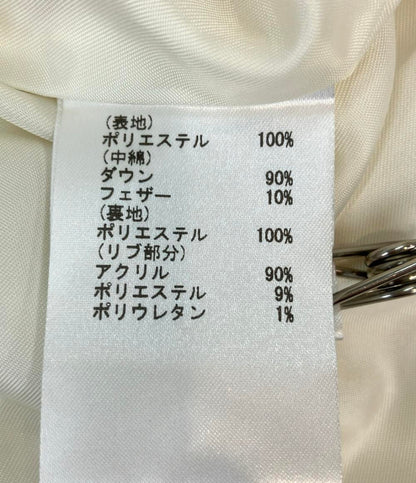 (表地)
ポリエステル 100%
(中綿)
ダウン 90%
フェザー 10%
(裏地)
ポリエステル 100%
(リブ部分)
アクリル 90%
ポリエステル 9%
ポリウレタン 1%